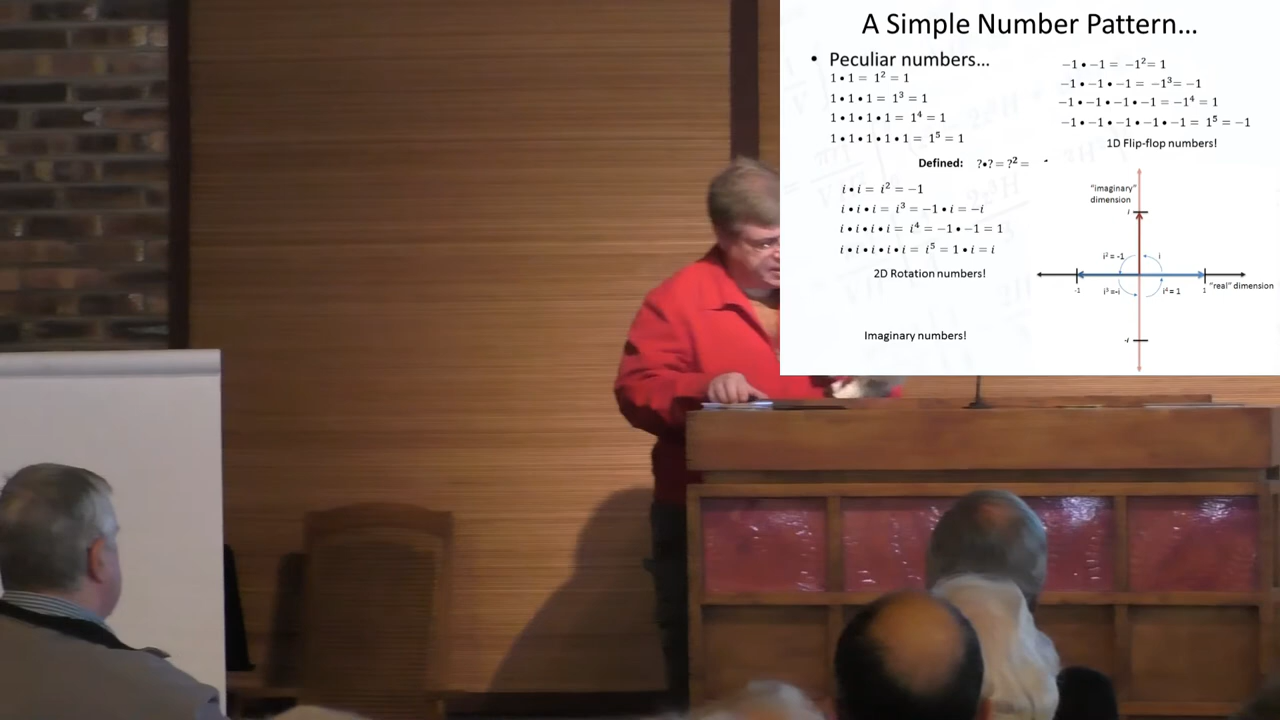 A Simple Number Pattern...
• Peculiar numbers...
1 • 1 = 1² = 1
1 • 1 • 1 = 1³ = 1
1 • 1 • 1 • 1 = 1⁴ = 1
1 • 1 • 1 • 1 • 1 = 1⁵ = 1
−1 • −1 = −1² = 1
−1 • −1 • −1 = −1³ = −1
−1 • −1 • −1 • −1 = −1⁴ = 1
−1 • −1 • −1 • −1 • −1 = 1⁵ = −1
1D Flip-flop numbers!
Defined: ?•? = ?² =
i • i = i² = −1
i • i • i = i³ = −1 • i = −i
i • i • i • i = i⁴ = −1 • −1 = 1
i • i • i • i • i = i⁵ = 1 • i = i
2D Rotation numbers!
Imaginary numbers!
"imaginary"
dimension
i
i² = -1
i
-1
i³ =-i
i⁴ = 1
1
"real" dimension
-i